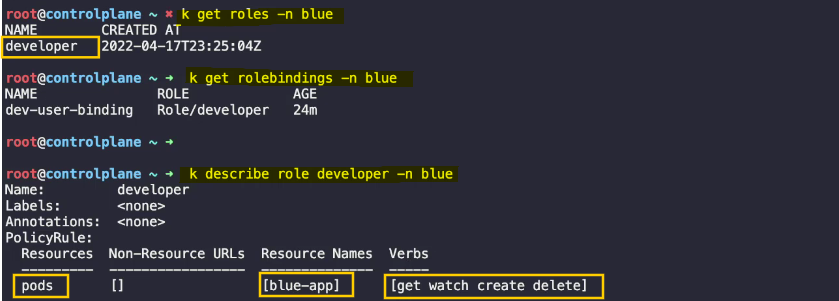 root@controlplane ~ ✖ k get roles -n blue
NAME        CREATED AT
developer   2022-04-17T23:25:04Z
root@controlplane ~ ➜  k get rolebindings -n blue
NAME               ROLE             AGE
dev-user-binding   Role/developer   24m
root@controlplane ~ ➜
root@controlplane ~ ➜  k describe role developer -n blue
Name:         developer
Labels:       <none>
Annotations:  <none>
PolicyRule:
  Resources  Non-Resource URLs  Resource Names  Verbs
  ---------  -----------------  --------------  -----
  pods       []                 [blue-app]      [get watch create delete]